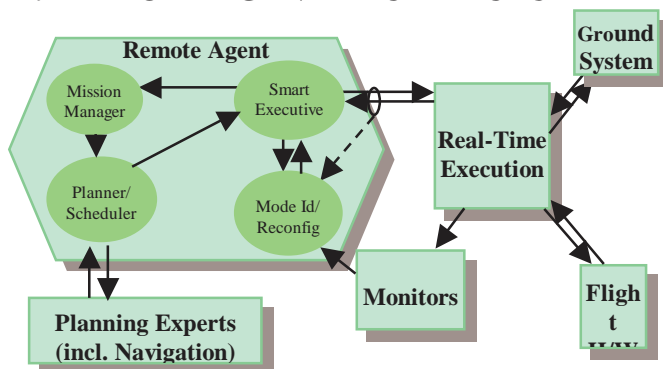 Remote Agent
Ground
System
Mission
Manager
Smart
Executive
Real-Time
Execution
Planner/
Scheduler
Mode Id/
Reconfig
Monitors
Fligh
t
Planning Experts
(incl. Navigation)